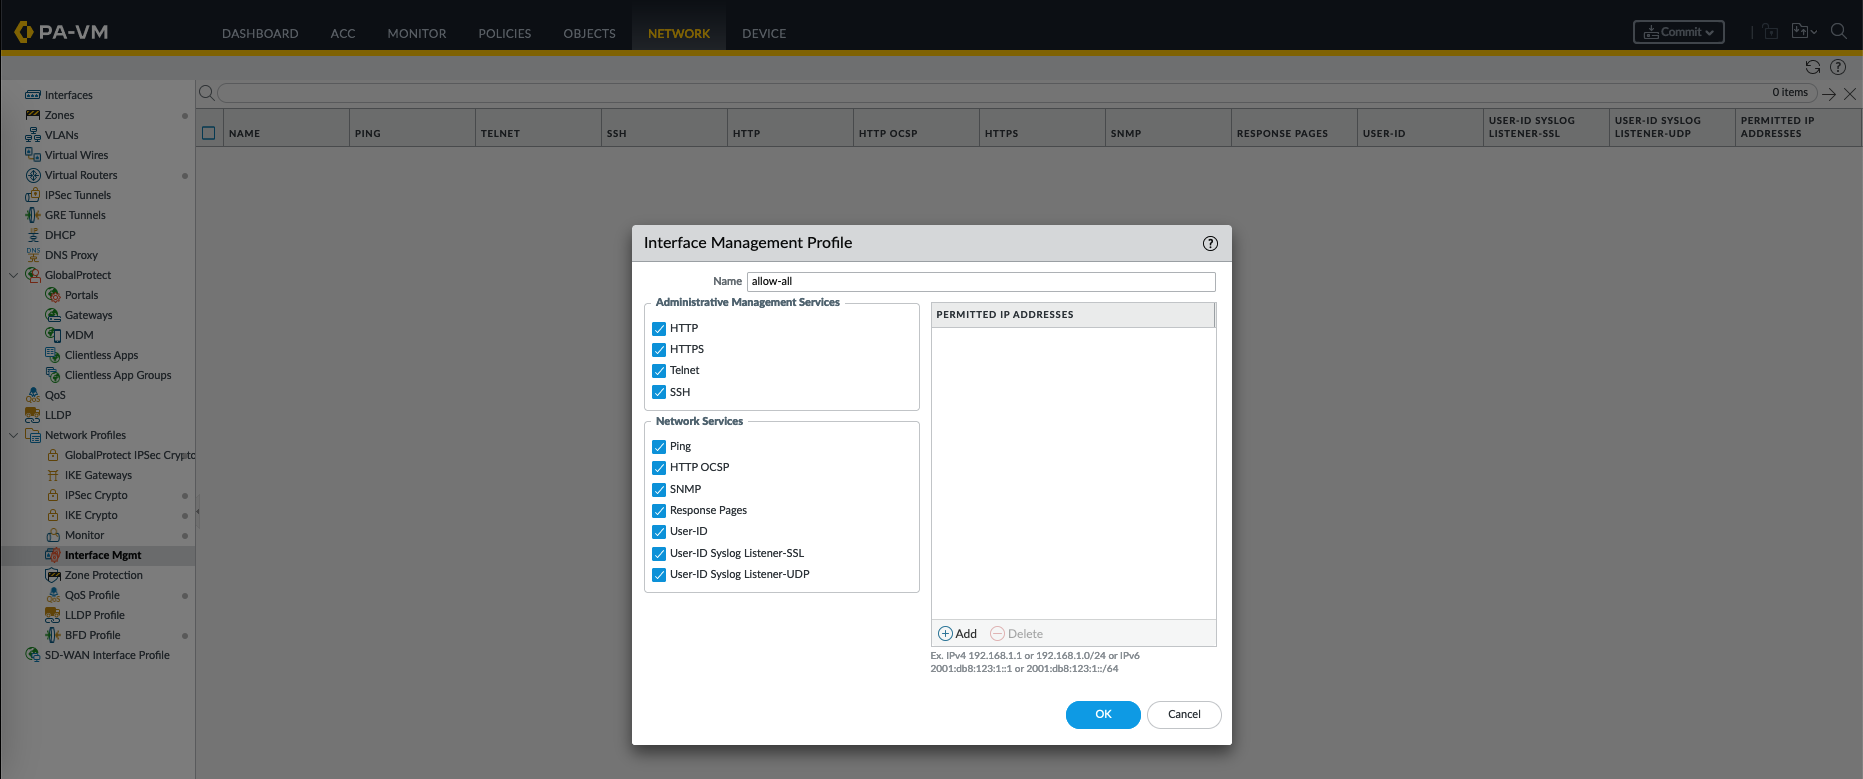 PA-VM
DASHBOARD ACC MONITOR POLICIES OBJECTS NETWORK DEVICE
Commit
0 items
NAME PING TELNET SSH HTTP HTTP OCSP HTTPS SNMP RESPONSE PAGES USER-ID USER-ID SYSLOG LISTENER-SSL USER-ID SYSLOG LISTENER-UDP PERMITTED IP ADDRESSES
Interfaces
Zones
VLANs
Virtual Wires
Virtual Routers
IPSec Tunnels
GRE Tunnels
DHCP
DNS Proxy
GlobalProtect
Portals
Gateways
MDM
Clientless Apps
Clientless App Groups
QoS
LLDP
Network Profiles
GlobalProtect IPSec Crypto
IKE Gateways
IPSec Crypto
IKE Crypto
Monitor
Interface Mgmt
Zone Protection
QoS Profile
LLDP Profile
BFD Profile
SD-WAN Interface Profile
Interface Management Profile
Name allow-all
Administrative Management Services
HTTP
HTTPS
Telnet
SSH
Network Services
Ping
HTTP OCSP
SNMP
Response Pages
User-ID
User-ID Syslog Listener-SSL
User-ID Syslog Listener-UDP
PERMITTED IP ADDRESSES
Add Delete
Ex. IPv4 192.168.1.1 or 192.168.1.0/24 or IPv6
2001:db8:123:1::1 or 2001:db8:123:1::/64
OK Cancel